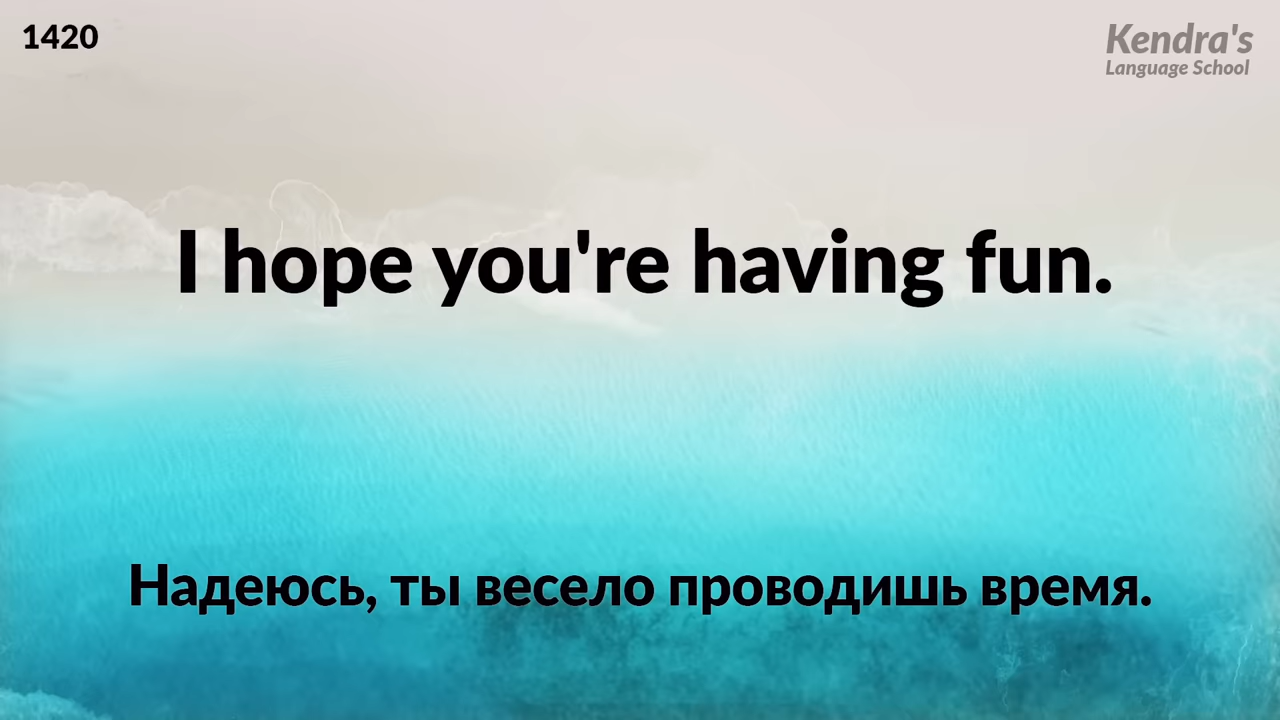 1420
Kendra's
Language School
I hope you're having fun.
Надеюсь, ты весело проводишь время.